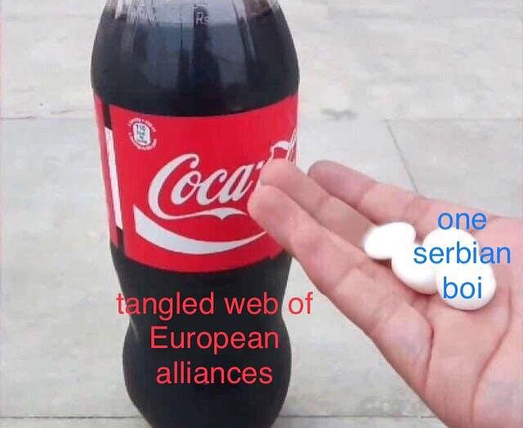 Coca
tangled web of
European
alliances
one
serbian
boi